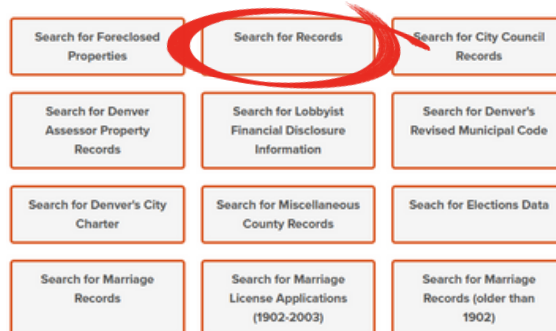 Search for Foreclosed
Properties
Search for Records
Search for City Council
Records
Search for Denver
Assessor Property
Records
Search for Lobbyist
Financial Disclosure
Information
Search for Denver's
Revised Municipal Code
Search for Denver's City
Charter
Search for Miscellaneous
County Records
Seach for Elections Data
Search for Marriage
Records
Search for Marriage
License Applications
(1902-2003)
Search for Marriage
Records (older than
1902)